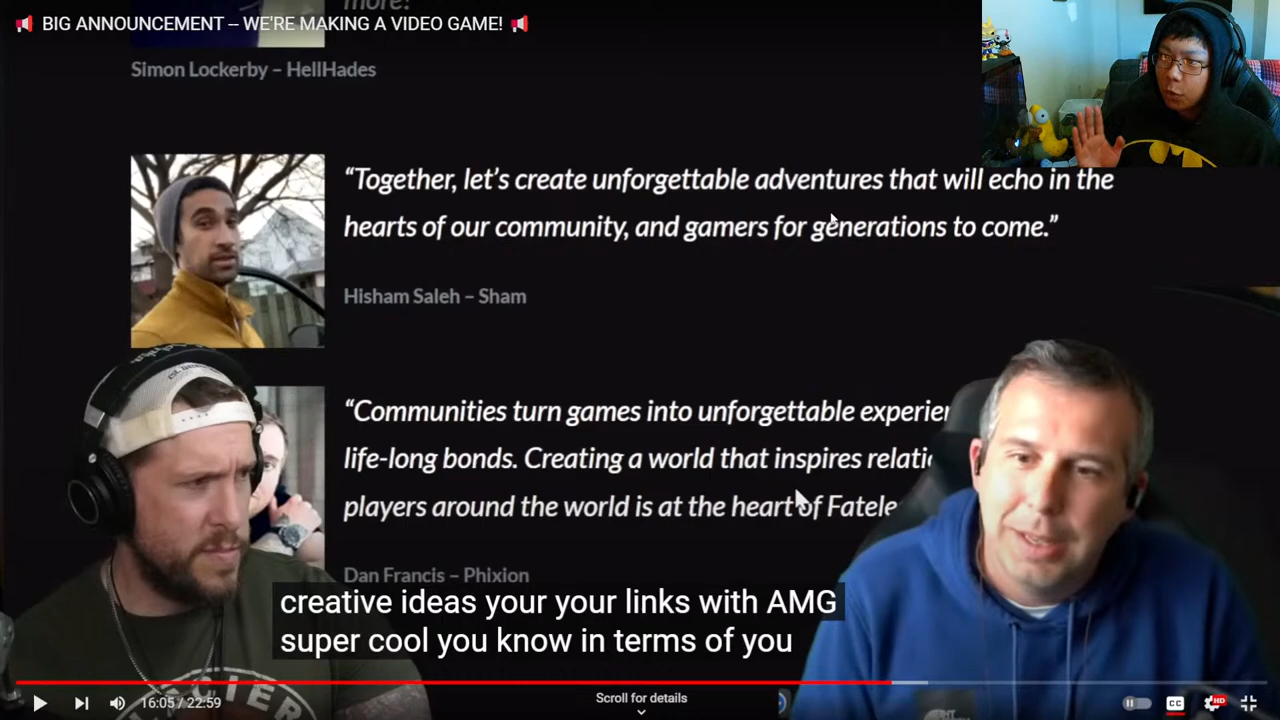 more!
📢 BIG ANNOUNCEMENT -- WE'RE MAKING A VIDEO GAME! 📢
Simon Lockerby – HellHades
“Together, let’s create unforgettable adventures that will echo in the
hearts of our community, and gamers for generations to come.”
Hisham Saleh – Sham
“Communities turn games into unforgettable
life-long bonds. Creating a world that inspires
players around the world is at the heart of
Dan Francis – Phixion
creative ideas your your links with AMG
super cool you know in terms of you
16:05 / 22:59
Scroll for details
CC
HD